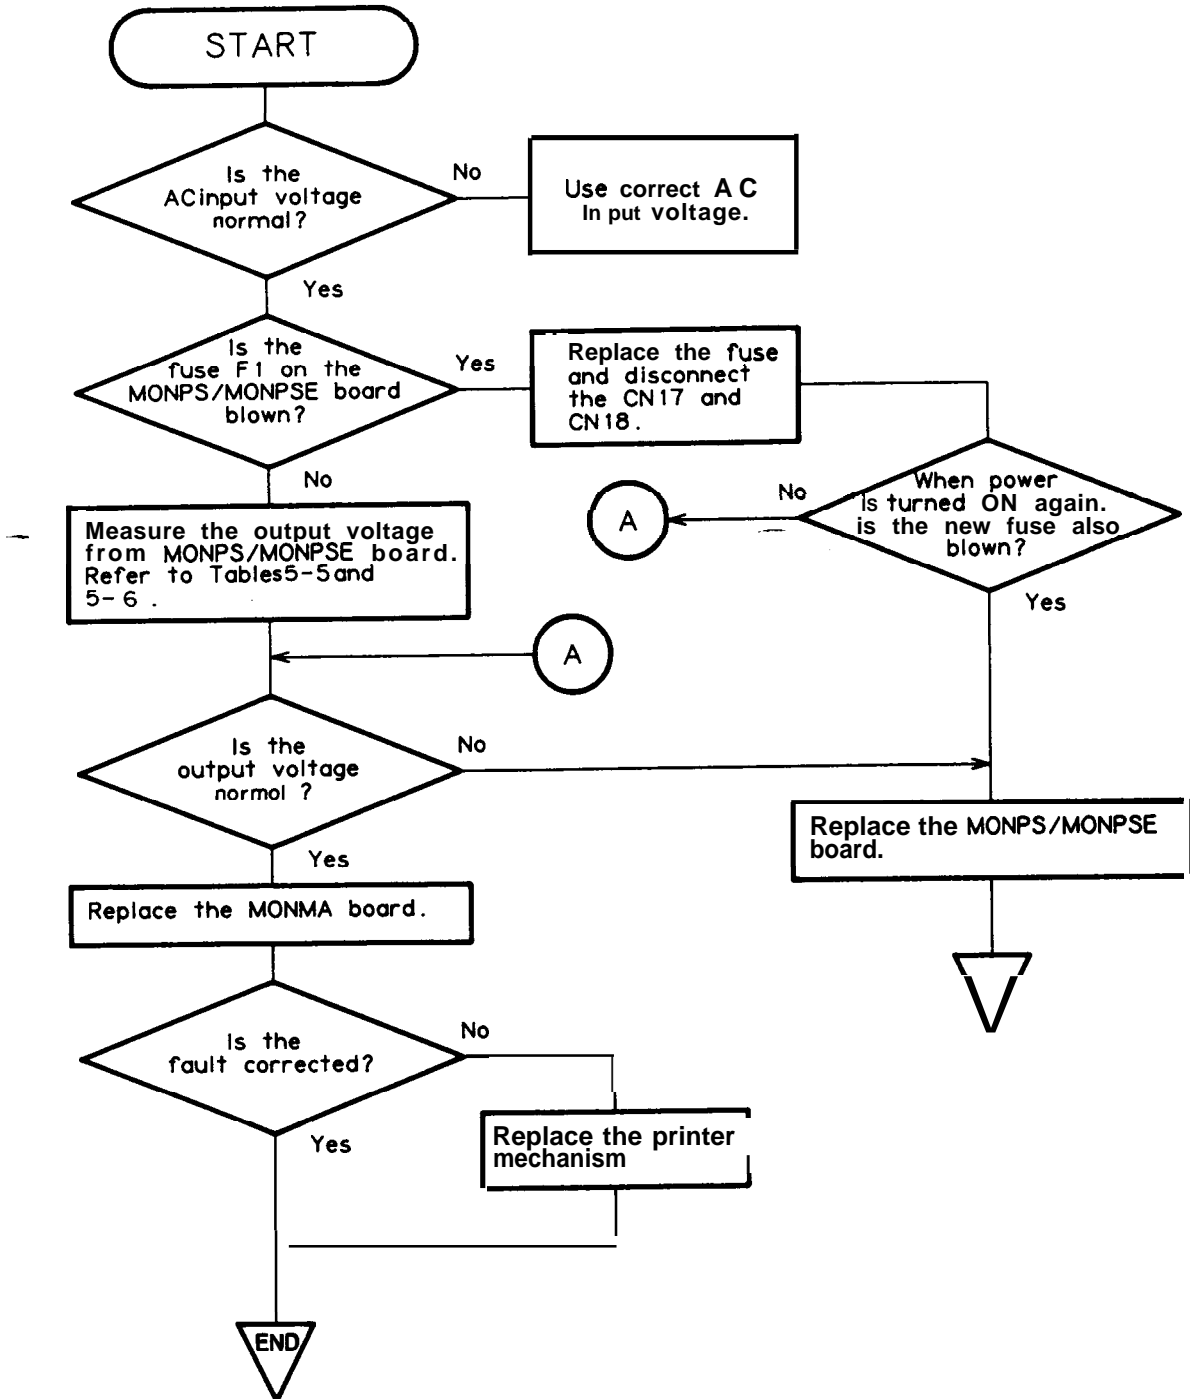 START
Is the
ACinput voltage
normal?
No
Use correct A C
In put voltage.
Yes
Is the
fuse F1 on the
MONPS/MONPSE board
blown?
Yes
Replace the fuse
and disconnect
the CN17 and
CN18.
No
When power
is turned ON again.
is the new fuse also
blown?
No
A
Yes
Measure the output voltage
from MONPS/MONPSE board.
Refer to Tables5-5and
5-6 .
A
Is the
output voltage
normol ?
No
Replace the MONPS/MONPSE
board.
Yes
Replace the MONMA board.
Is the
fault corrected?
No
Replace the printer
mechanism
Yes
END